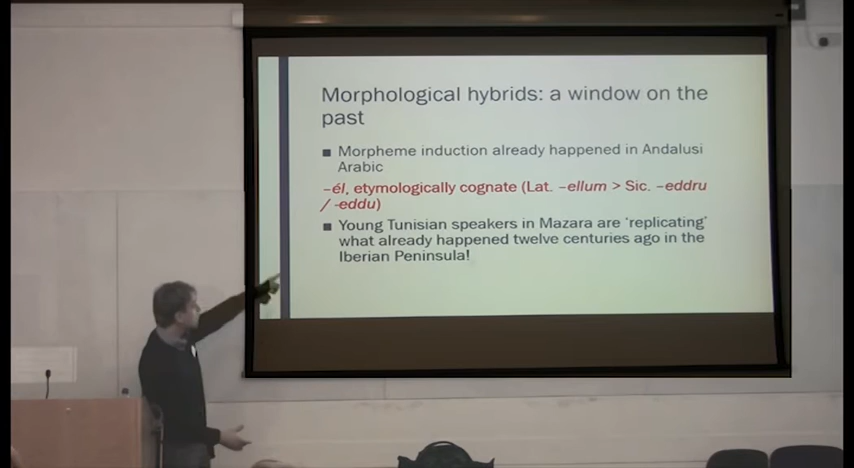 Morphological hybrids: a window on the
past
■ Morpheme induction already happened in Andalusi
Arabic
–él, etymologically cognate (Lat. –ellum > Sic. –eddru
/ -eddu)
■ Young Tunisian speakers in Mazara are 'replicating'
what already happened twelve centuries ago in the
Iberian Peninsula!